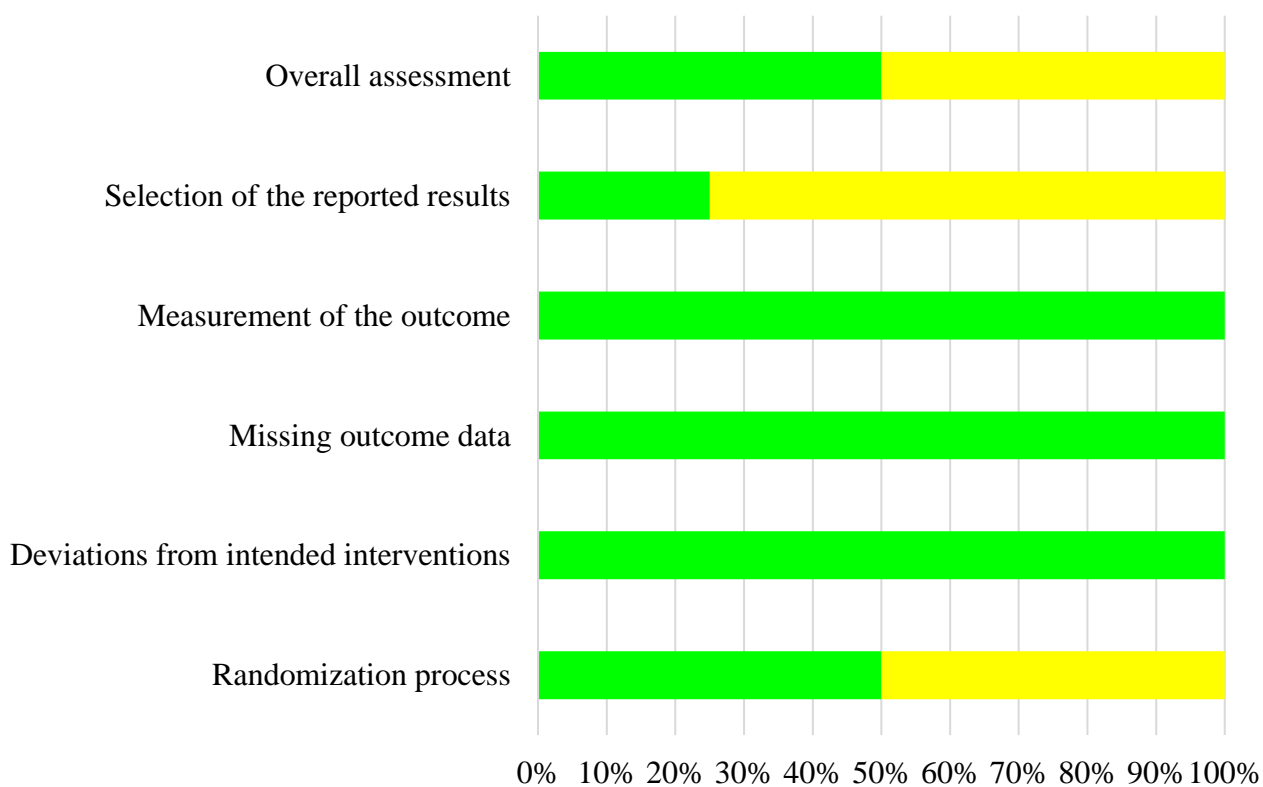 Overall assessment
Selection of the reported results
Measurement of the outcome
Missing outcome data
Deviations from intended interventions
Randomization process
0% 10% 20% 30% 40% 50% 60% 70% 80% 90% 100%